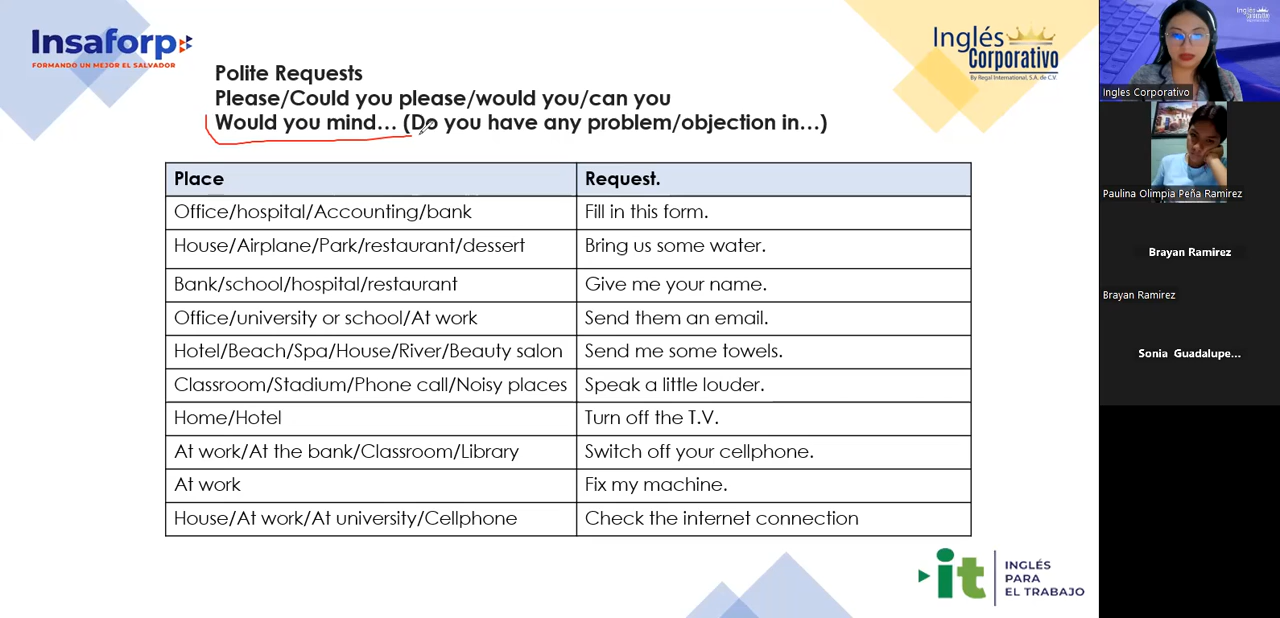 Insaforp
FORMANDO UN MEJOR EL SALVADOR
Inglés
Corporativo
By Regal International, S.A. de C.V.
Polite Requests
Please/Could you please/would you/can you
Would you mind... (Do you have any problem/objection in...)
Place Request.
Office/hospital/Accounting/bank Fill in this form.
House/Airplane/Park/restaurant/dessert Bring us some water.
Bank/school/hospital/restaurant Give me your name.
Office/university or school/At work Send them an email.
Hotel/Beach/Spa/House/River/Beauty salon Send me some towels.
Classroom/Stadium/Phone call/Noisy places Speak a little louder.
Home/Hotel Turn off the T.V.
At work/At the bank/Classroom/Library Switch off your cellphone.
At work Fix my machine.
House/At work/At university/Cellphone Check the internet connection
it
INGLÉS
PARA
EL TRABAJO
Inglés
Ingles Corporativo
Paulina Olimpia Peña Ramirez
Brayan Ramirez
Brayan Ramirez
Sonia Guadalupe...